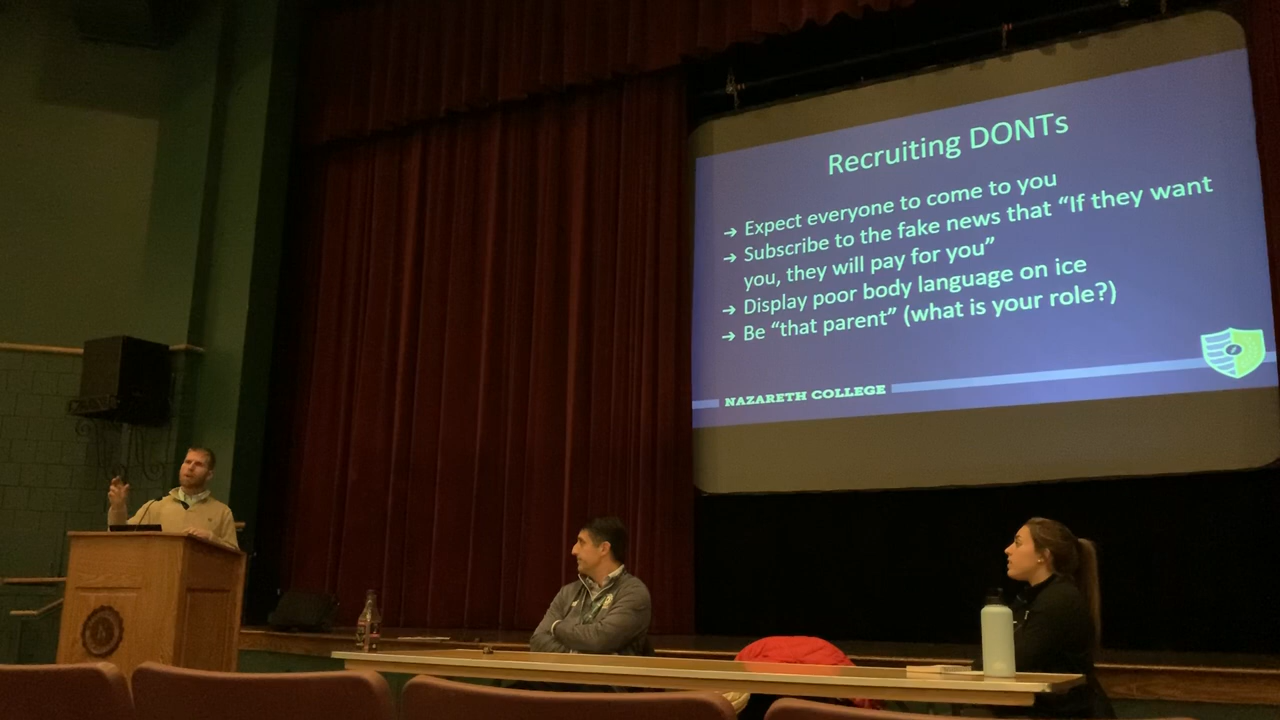 Recruiting DONTs
→ Expect everyone to come to you
→ Subscribe to the fake news that “If they want
you, they will pay for you”
→ Display poor body language on ice
→ Be “that parent” (what is your role?)
NAZARETH COLLEGE